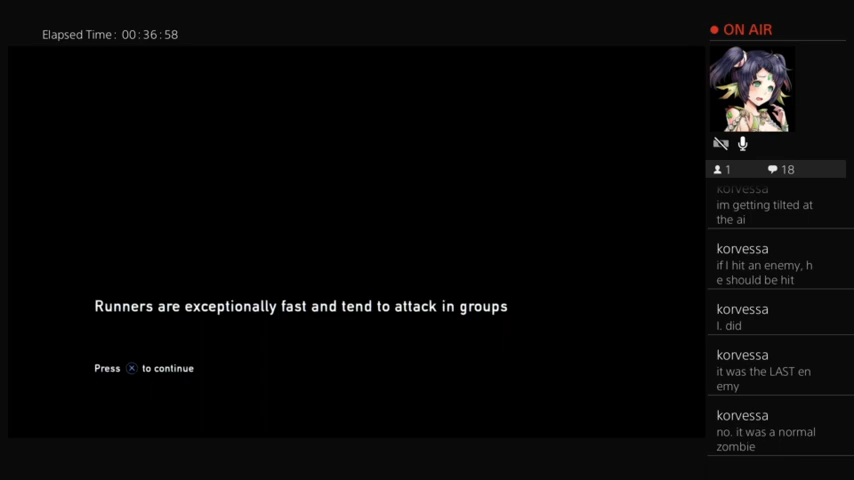 Elapsed Time: 00:36:58
ON AIR
1 18
korvessa
im getting tilted at
the ai
korvessa
if I hit an enemy, h
e should be hit
korvessa
I. did
korvessa
it was the LAST en
emy
korvessa
no. it was a normal
zombie
Runners are exceptionally fast and tend to attack in groups
Press ⊗ to continue